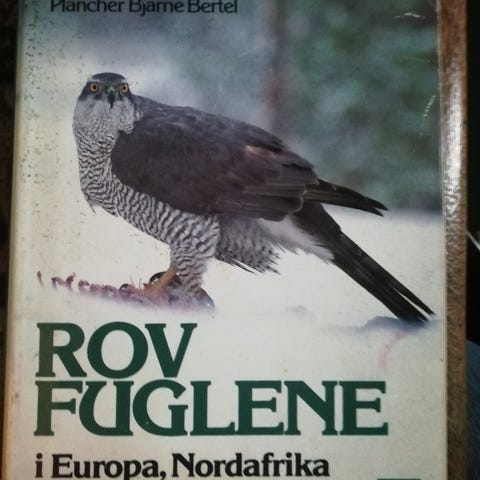 Plancher Bjarne Bertel
ROV
FUGLENE
i Europa, Nordafrika